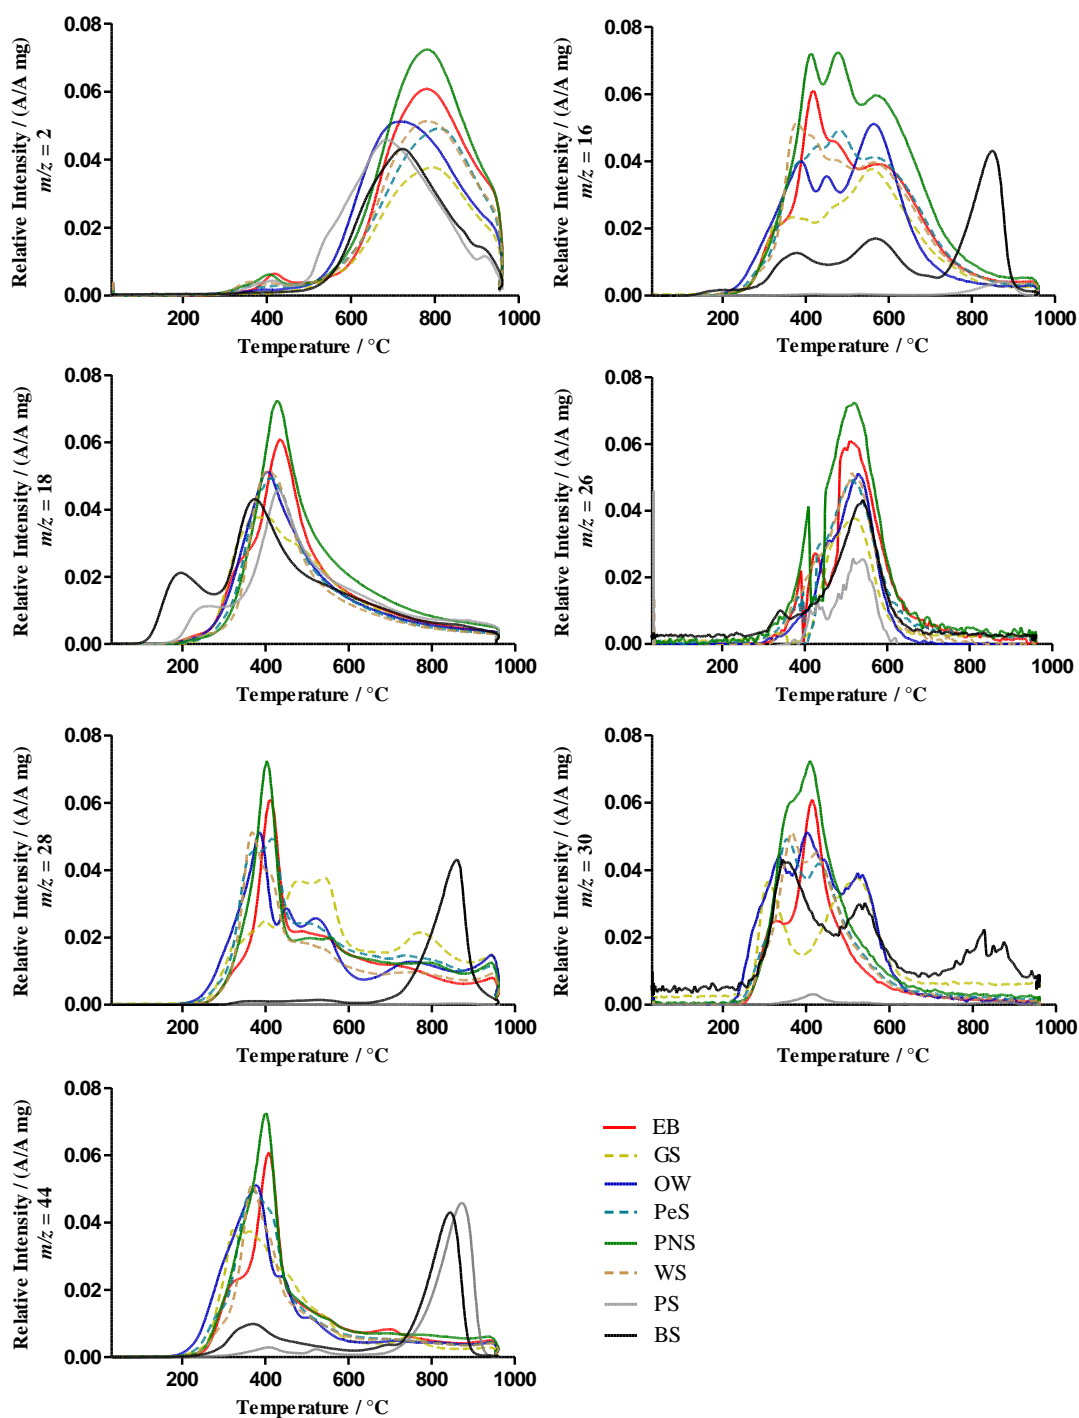 Relative Intensity / (A/A mg)
m/z = 2
0.08
0.06
0.04
0.02
0.00
200 400 600 800 1000
Temperature / °C
Relative Intensity / (A/A mg)
m/z = 16
0.08
0.06
0.04
0.02
0.00
200 400 600 800 1000
Temperature / °C
Relative Intensity / (A/A mg)
m/z = 18
0.08
0.06
0.04
0.02
0.00
200 400 600 800 1000
Temperature / °C
Relative Intensity / (A/A mg)
m/z = 26
0.08
0.06
0.04
0.02
0.00
200 400 600 800 1000
Temperature / °C
Relative Intensity / (A/A mg)
m/z = 28
0.08
0.06
0.04
0.02
0.00
200 400 600 800 1000
Temperature / °C
Relative Intensity / (A/A mg)
m/z = 30
0.08
0.06
0.04
0.02
0.00
200 400 600 800 1000
Temperature / °C
Relative Intensity / (A/A mg)
m/z = 44
0.08
0.06
0.04
0.02
0.00
200 400 600 800 1000
Temperature / °C
EB
GS
OW
PeS
PNS
WS
PS
BS